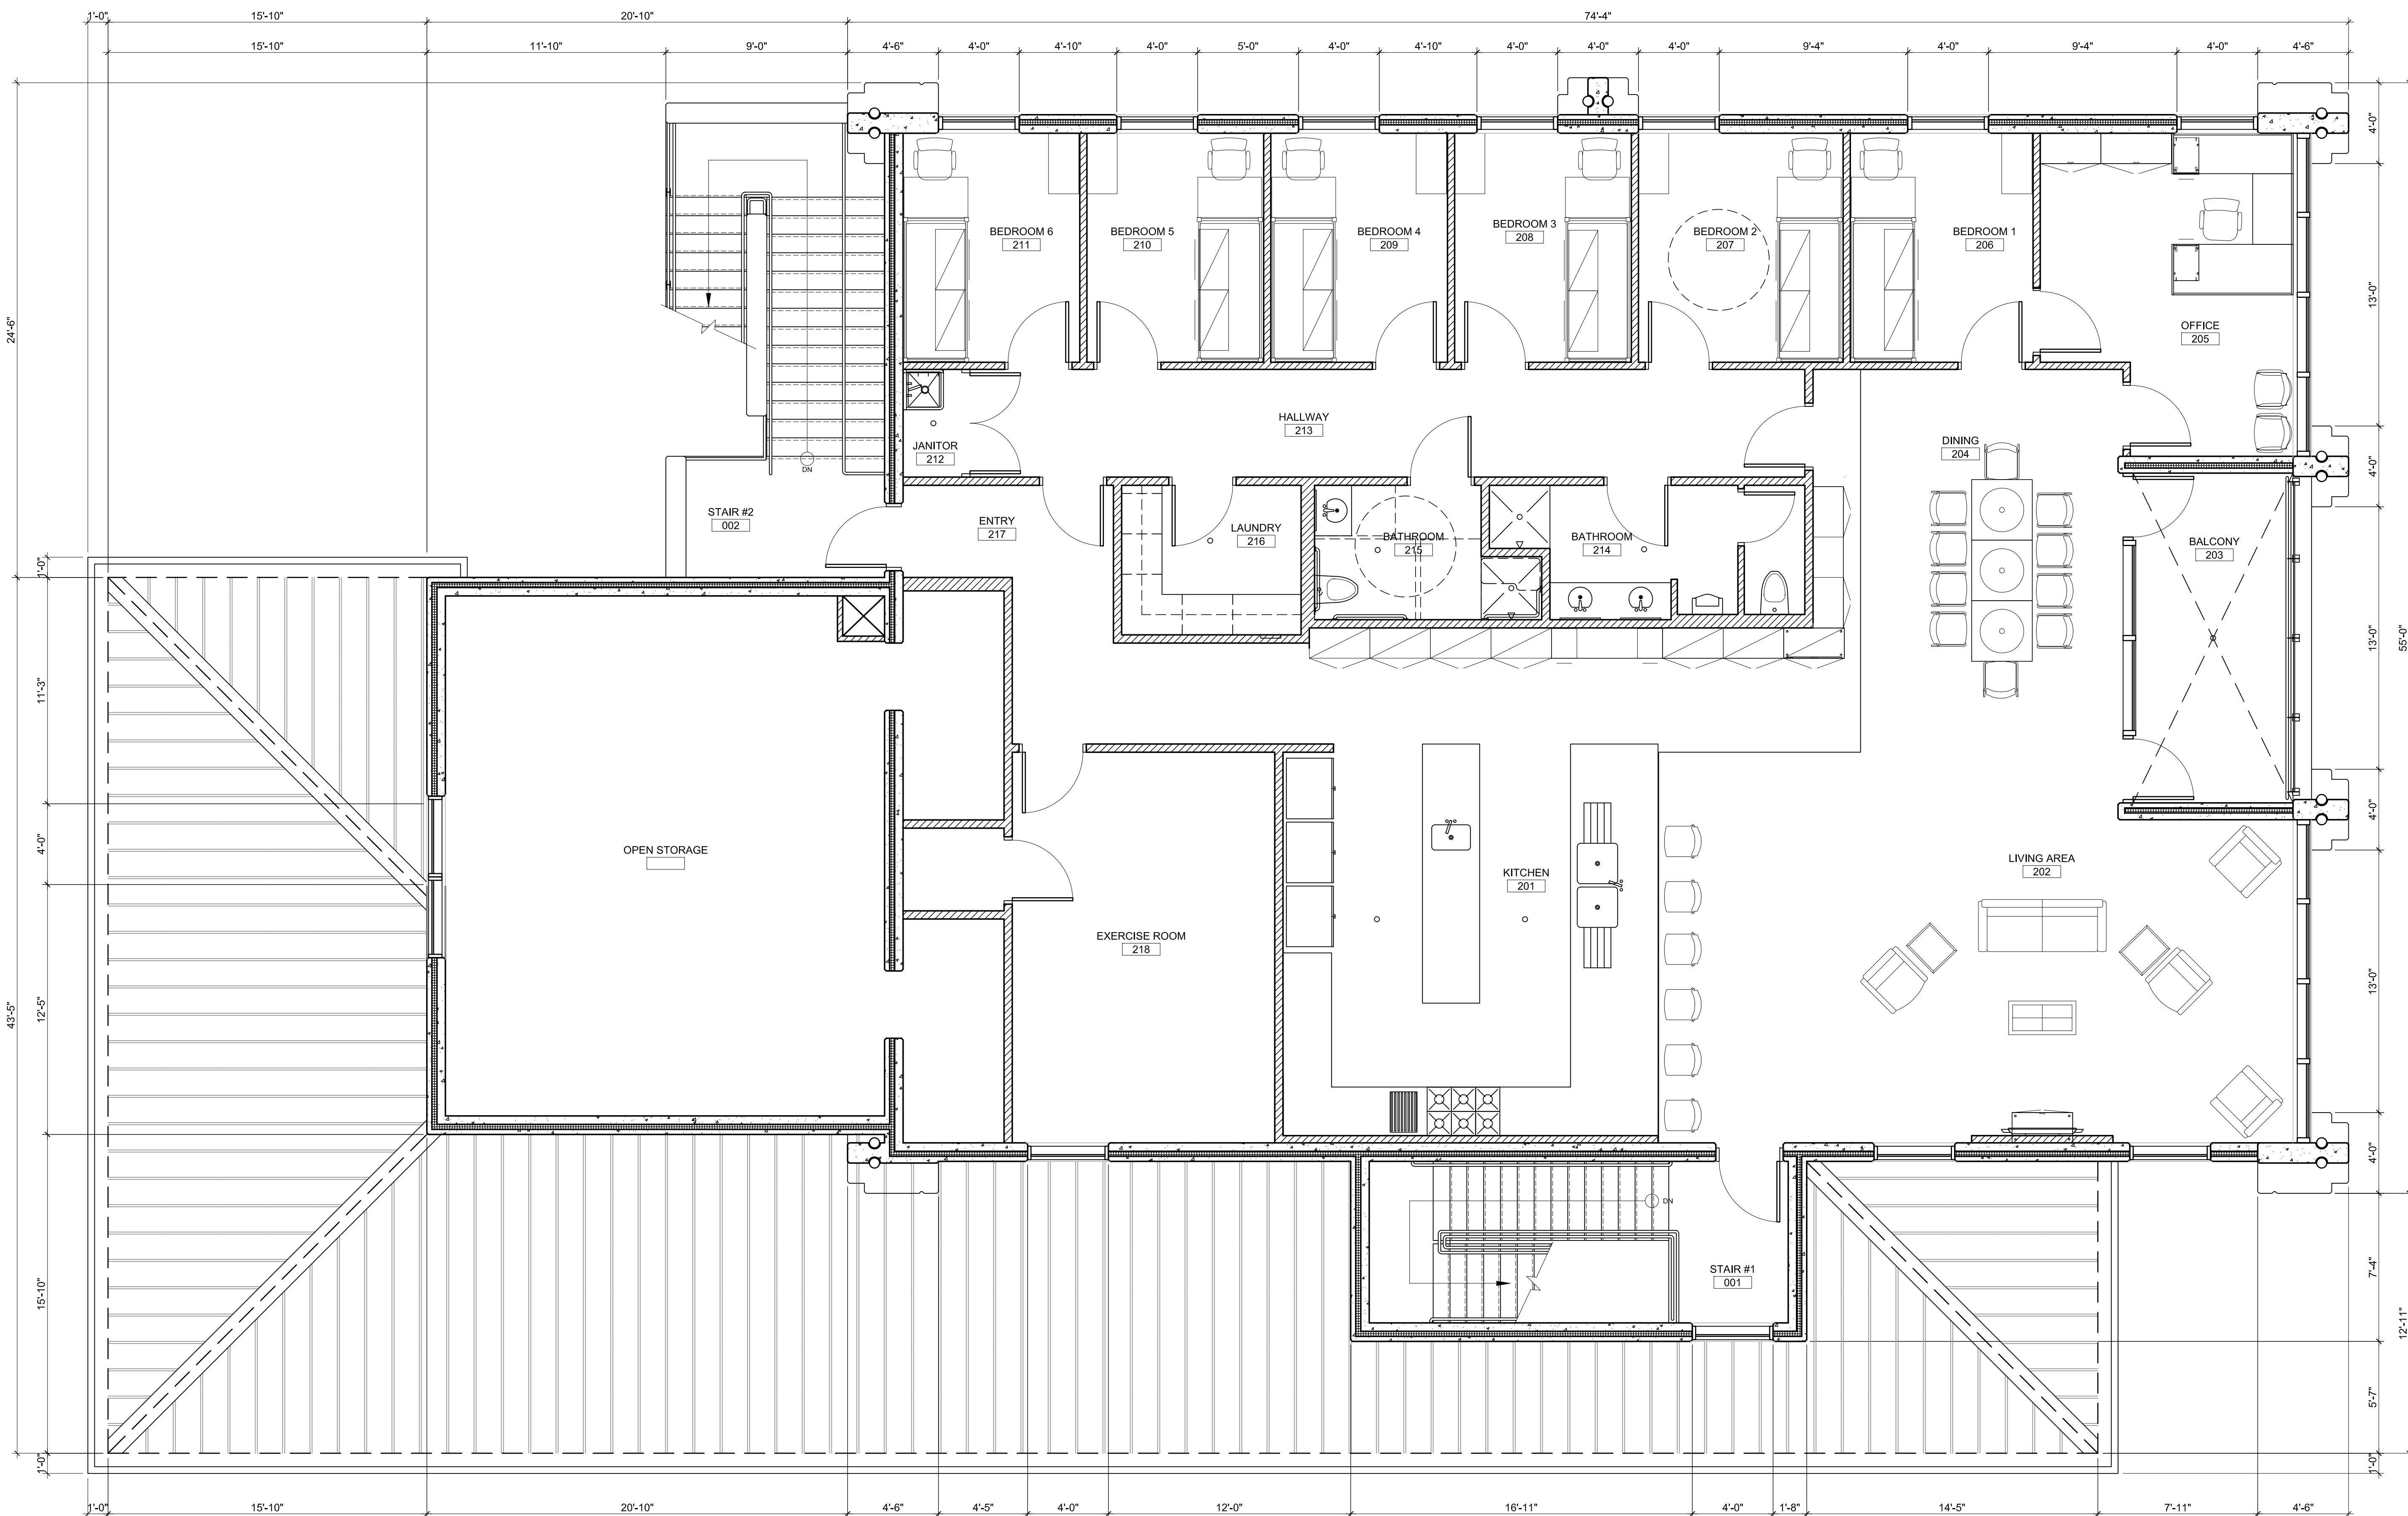 1'-0" 15'-10" 20'-10" 74'-4"
15'-10" 11'-10" 9'-0" 4'-6" 4'-0" 4'-10" 4'-0" 5'-0" 4'-0" 4'-10" 4'-0" 4'-0" 4'-0" 9'-4" 4'-0" 9'-4" 4'-0" 4'-6"
24'-6"
43'-5"
1'-0"
11'-3"
4'-0"
12'-5"
15'-10"
1'-0"
BEDROOM 6
211
BEDROOM 5
210
BEDROOM 4
209
BEDROOM 3
208
BEDROOM 2
207
BEDROOM 1
206
OFFICE
205
HALLWAY
213
JANITOR
212
DINING
204
DN
STAIR #2
002
ENTRY
217
LAUNDRY
216
BATHROOM
215
BATHROOM
214
BALCONY
203
OPEN STORAGE
EXERCISE ROOM
218
KITCHEN
201
LIVING AREA
202
DN
STAIR #1
001
4'-0"
13'-0"
4'-0"
13'-0"
4'-0"
13'-0"
4'-0"
7'-4"
5'-7"
1'-0"
55'-0"
12'-11"
1'-0" 15'-10" 20'-10" 4'-6" 4'-5" 4'-0" 12'-0" 16'-11" 4'-0" 1'-8" 14'-5" 7'-11" 4'-6"